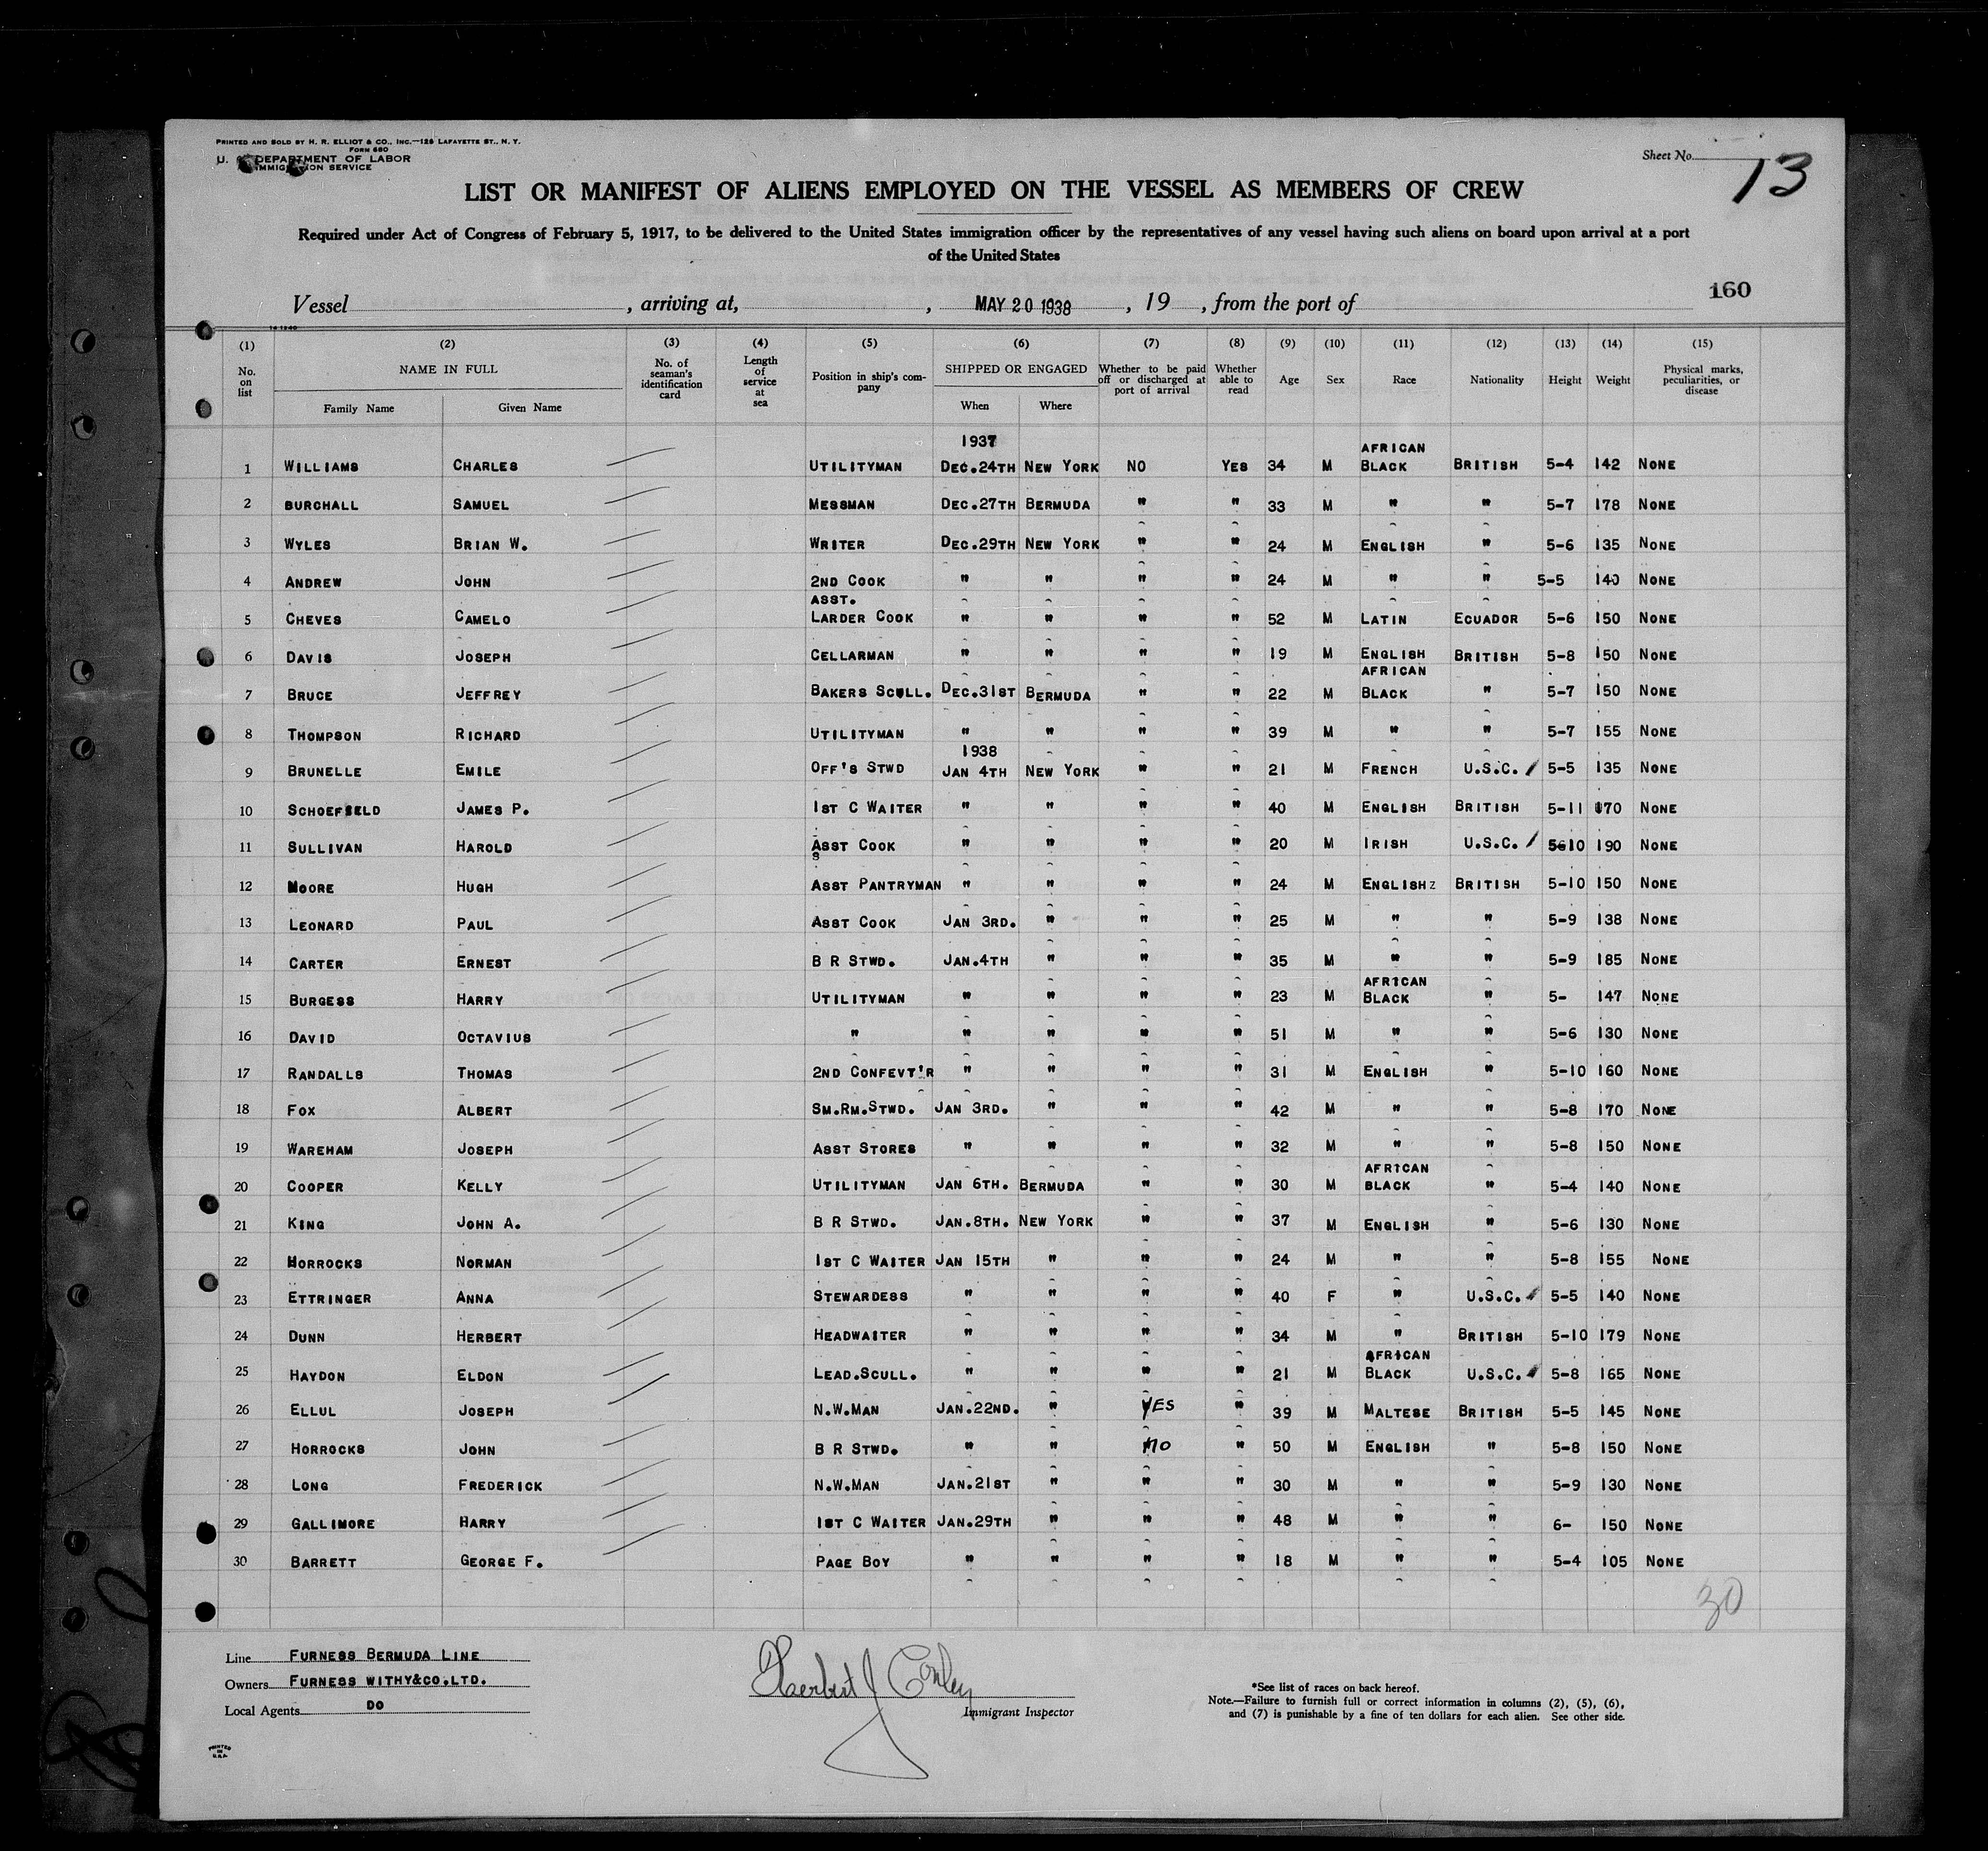 PRINTED AND SOLD BY H. R. ELLIOT & CO., INC.—128 LAFAYETTE ST., N. Y.
FORM 680
U. S. DEPARTMENT OF LABOR
IMMIGRATION SERVICE
Sheet No. 13
LIST OR MANIFEST OF ALIENS EMPLOYED ON THE VESSEL AS MEMBERS OF CREW
Required under Act of Congress of February 5, 1917, to be delivered to the United States immigration officer by the representatives of any vessel having such aliens on board upon arrival at a port
of the United States
160
Vessel , arriving at, , MAY 20 1938 , 19 , from the port of
(1) (2) (3) (4) (5) (6) (7) (8) (9) (10) (11) (12) (13) (14) (15)
No. on list NAME IN FULL Family Name Given Name No. of seaman's identification card Length of service at sea Position in ship's company SHIPPED OR ENGAGED When Where Whether to be paid off or discharged at port of arrival Whether able to read Age Sex Race Nationality Height Weight Physical marks, peculiarities, or disease
1937
1 WILLIAMS CHARLES UTILITYMAN DEC.24TH NEW YORK NO YES 34 M AFRICAN BLACK BRITISH 5-4 142 NONE
2 BURCHALL SAMUEL MESSMAN DEC.27TH BERMUDA " " 33 M " " 5-7 178 NONE
3 WYLES BRIAN W. WRITER DEC.29TH NEW YORK " " 24 M ENGLISH " 5-6 135 NONE
4 ANDREW JOHN 2ND COOK " " " " 24 M " " 5-5 140 NONE
5 CHEVES CAMELO ASST. LARDER COOK " " " " 52 M LATIN ECUADOR 5-6 150 NONE
6 DAVIS JOSEPH CELLARMAN " " " " 19 M ENGLISH BRITISH 5-8 150 NONE
7 BRUCE JEFFREY BAKERS SCULL. DEC.31ST BERMUDA " " 22 M AFRICAN BLACK " 5-7 150 NONE
8 THOMPSON RICHARD UTILITYMAN " " " " 39 M " " 5-7 155 NONE
1938
9 BRUNELLE EMILE OFF'S STWD JAN 4TH NEW YORK " " 21 M FRENCH U.S.C. 5-5 135 NONE
10 SCHOEFIELD JAMES P. 1ST C WAITER " " " " 40 M ENGLISH BRITISH 5-11 170 NONE
11 SULLIVAN HAROLD ASST COOK " " " " 20 M IRISH U.S.C. 5-10 190 NONE
12 MOORE HUGH ASST PANTRYMAN " " " " 24 M ENGLISHZ BRITISH 5-10 150 NONE
13 LEONARD PAUL ASST COOK JAN 3RD. " " " 25 M " " 5-9 138 NONE
14 CARTER ERNEST B R STWD. JAN.4TH " " " 35 M " " 5-9 185 NONE
15 BURGESS HARRY UTILITYMAN " " " " 23 M AFRICAN BLACK " 5- 147 NONE
16 DAVID OCTAVIUS " " " " " 51 M " " 5-6 130 NONE
17 RANDALLS THOMAS 2ND CONFEVT'R " " " " 31 M ENGLISH " 5-10 160 NONE
18 FOX ALBERT SM.RM.STWD. JAN 3RD. " " " 42 M " " 5-8 170 NONE
19 WAREHAM JOSEPH ASST STORES " " " " 32 M " " 5-8 150 NONE
20 COOPER KELLY UTILITYMAN JAN 6TH. BERMUDA " " 30 M AFRICAN BLACK " 5-4 140 NONE
21 KING JOHN A. B R STWD. JAN.8TH. NEW YORK " " 37 M ENGLISH " 5-6 130 NONE
22 HORROCKS NORMAN 1ST C WAITER JAN 15TH " " " 24 M " " 5-8 155 NONE
23 ETTRINGER ANNA STEWARDESS " " " " 40 F " U.S.C. 5-5 140 NONE
24 DUNN HERBERT HEADWAITER " " " " 34 M " BRITISH 5-10 179 NONE
25 HAYDON ELDON LEAD.SCULL. " " " " 21 M AFRICAN BLACK U.S.C. 5-8 165 NONE
26 ELLUL JOSEPH N.W.MAN JAN.22ND. " YES " 39 M MALTESE BRITISH 5-5 145 NONE
27 HORROCKS JOHN B R STWD. " " NO " 50 M ENGLISH " 5-8 150 NONE
28 LONG FREDERICK N.W.MAN JAN.21ST " " " 30 M " " 5-9 130 NONE
29 GALLIMORE HARRY 1ST C WAITER JAN.29TH " " " 48 M " " 6- 150 NONE
30 BARRETT GEORGE F. PAGE BOY " " " " 18 M " " 5-4 105 NONE
30
Line FURNESS BERMUDA LINE
Owners FURNESS WITHY&CO.LTD.
Local Agents DO
Herbert J Conley
Immigrant Inspector
*See list of races on back hereof.
Note.—Failure to furnish full or correct information in columns (2), (5), (6),
and (7) is punishable by a fine of ten dollars for each alien. See other side.
PRINTED IN U.S.A.